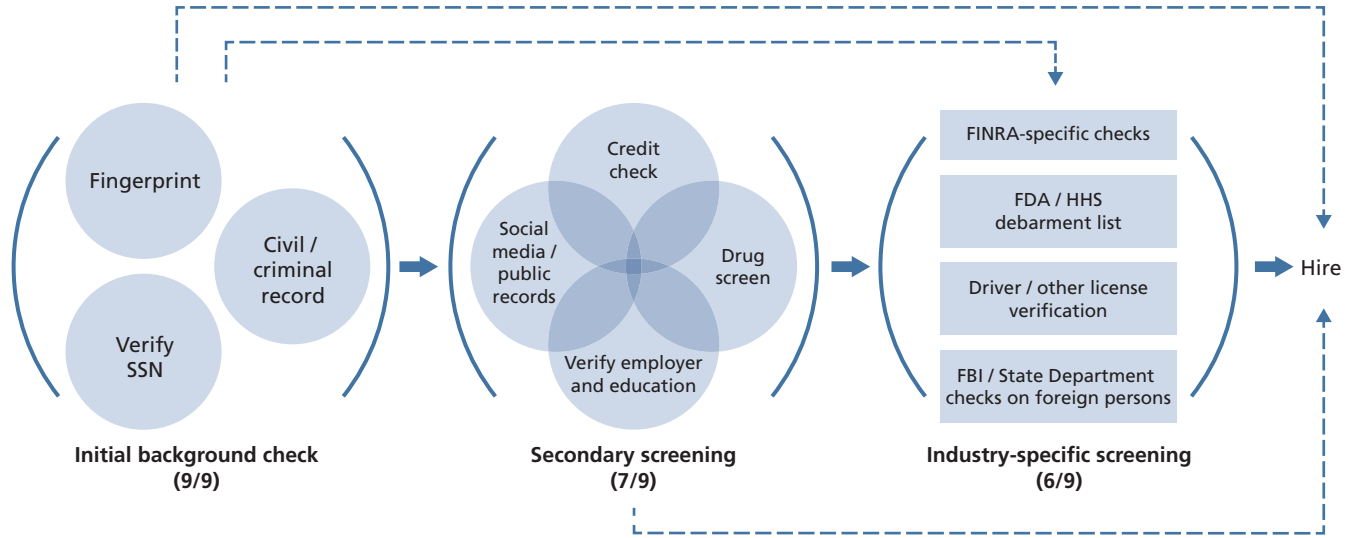 Fingerprint
Civil /
criminal
record
Verify
SSN
Initial background check
(9/9)
Credit
check
Social
media /
public
records
Drug
screen
Verify employer
and education
Secondary screening
(7/9)
FINRA-specific checks
FDA / HHS
debarment list
Driver / other license
verification
FBI / State Department
checks on foreign persons
Industry-specific screening
(6/9)
Hire